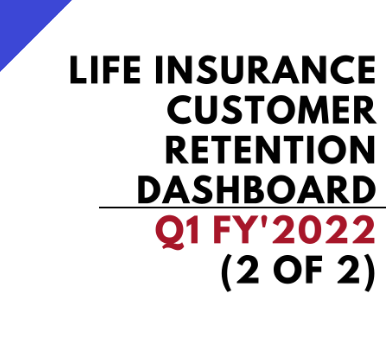 LIFE INSURANCE
CUSTOMER
RETENTION
DASHBOARD
Q1 FY'2022
(2 OF 2)